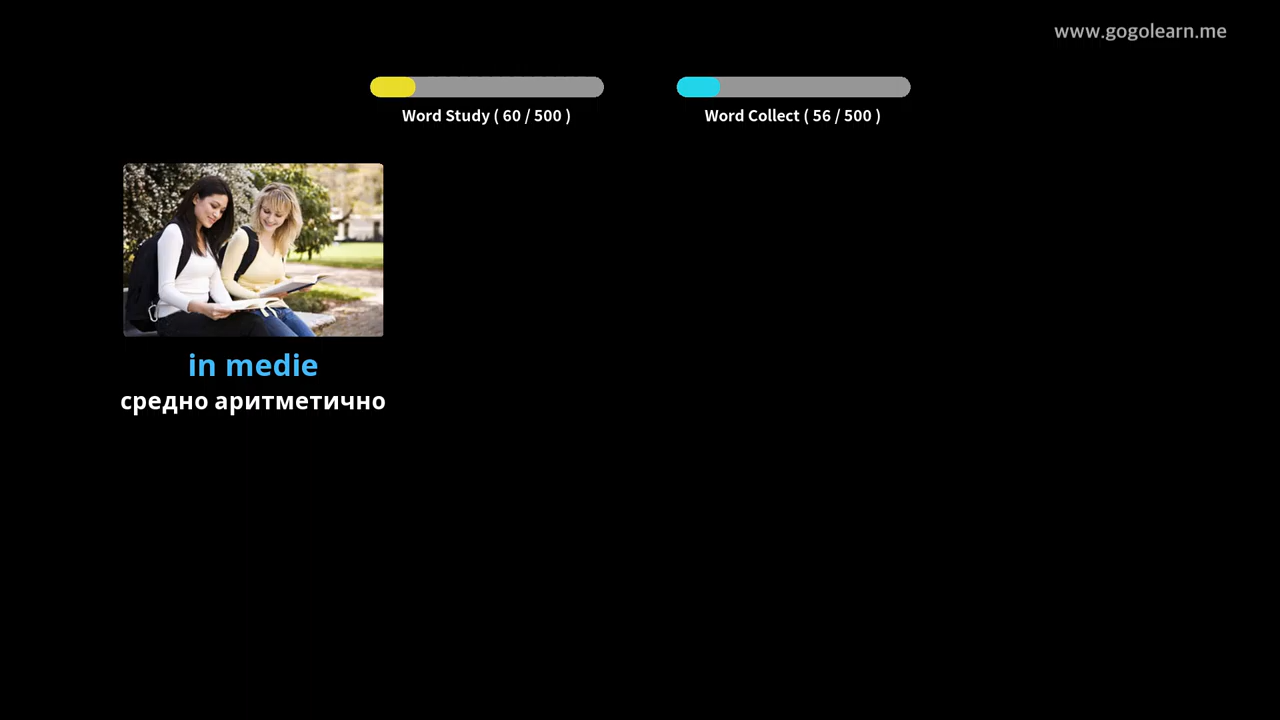 www.gogolearn.me
Word Study ( 60 / 500 )
Word Collect ( 56 / 500 )
in medie
средно аритметично